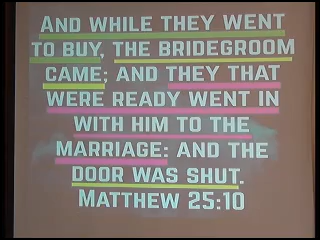 And while they went
to buy, the bridegroom
came; and they that
were ready went in
with him to the
marriage: and the
door was shut.
Matthew 25:10